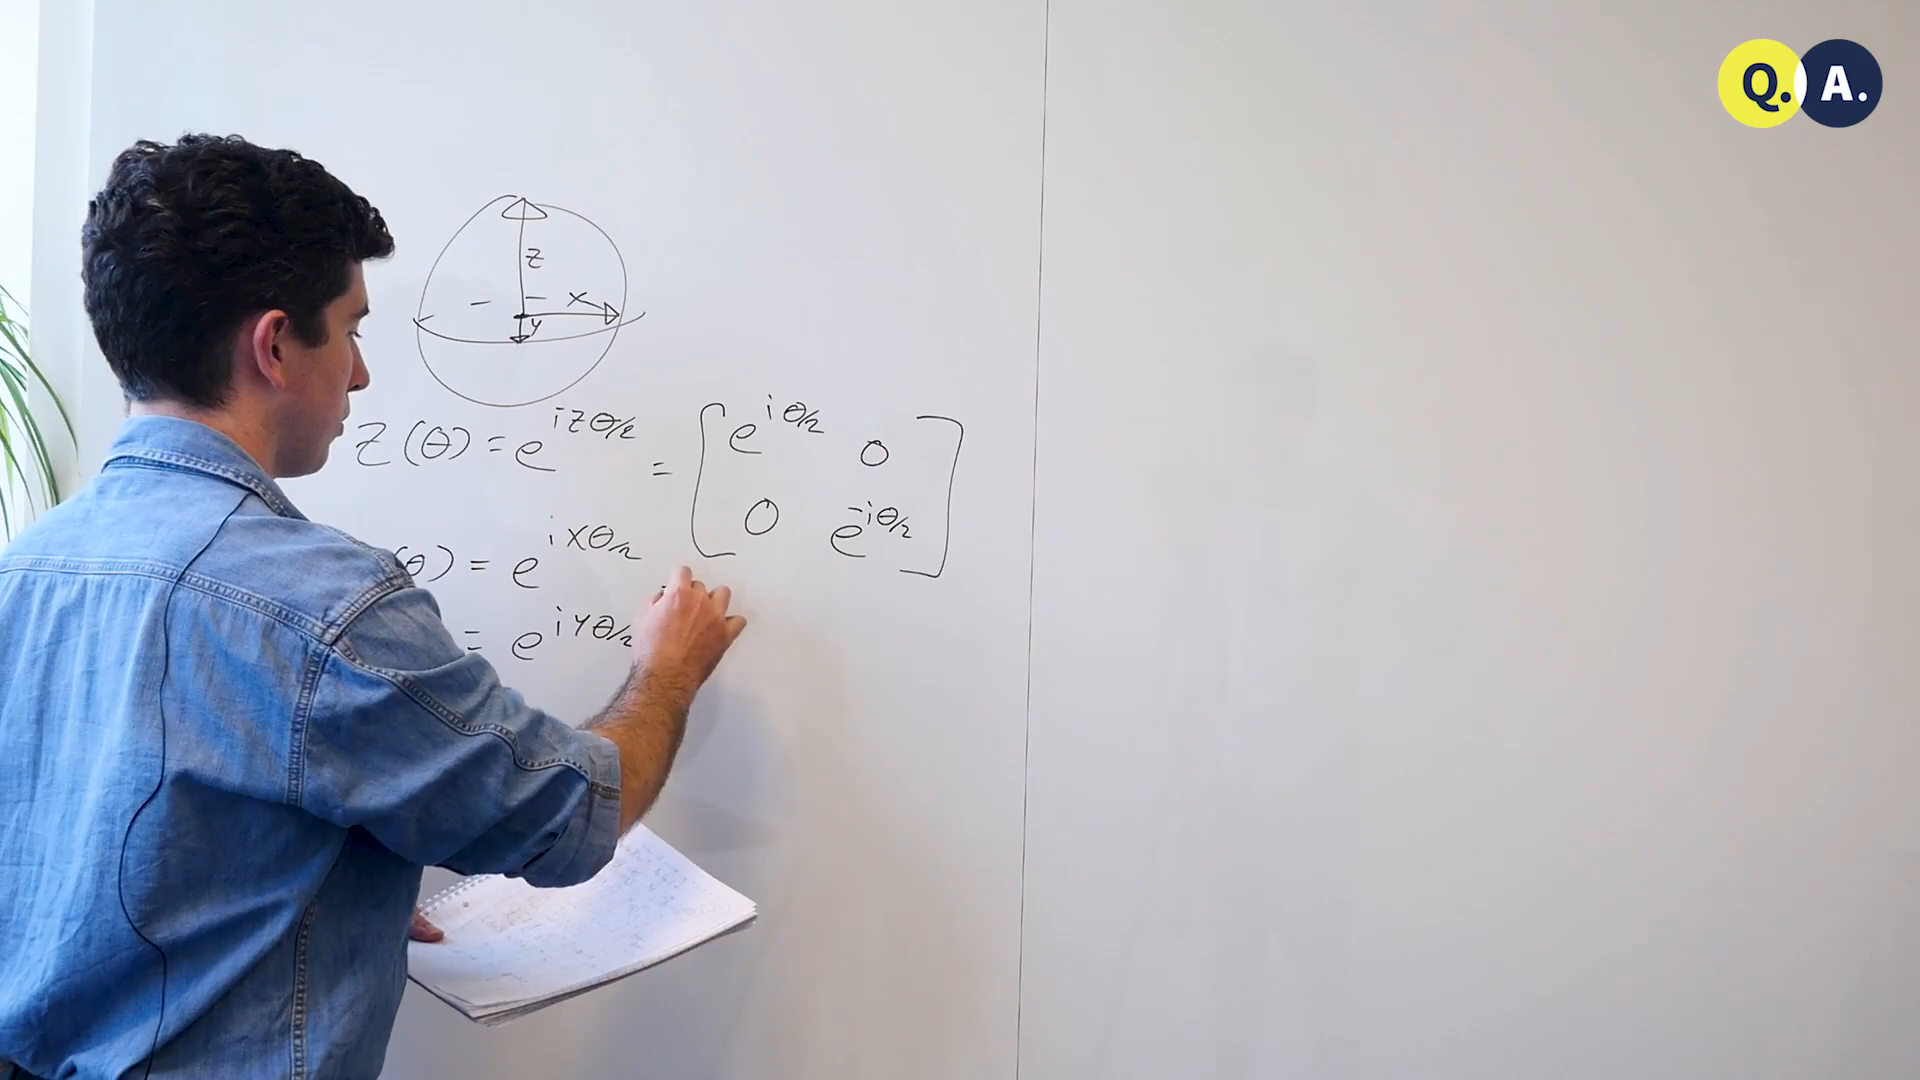 Q. A.
Z
X
Y
Z(θ) = e^{iZθ/2} = [e^{iθ/2} 0
0 e^{-iθ/2}]
(θ) = e^{iXθ/2}
= e^{iYθ/2}